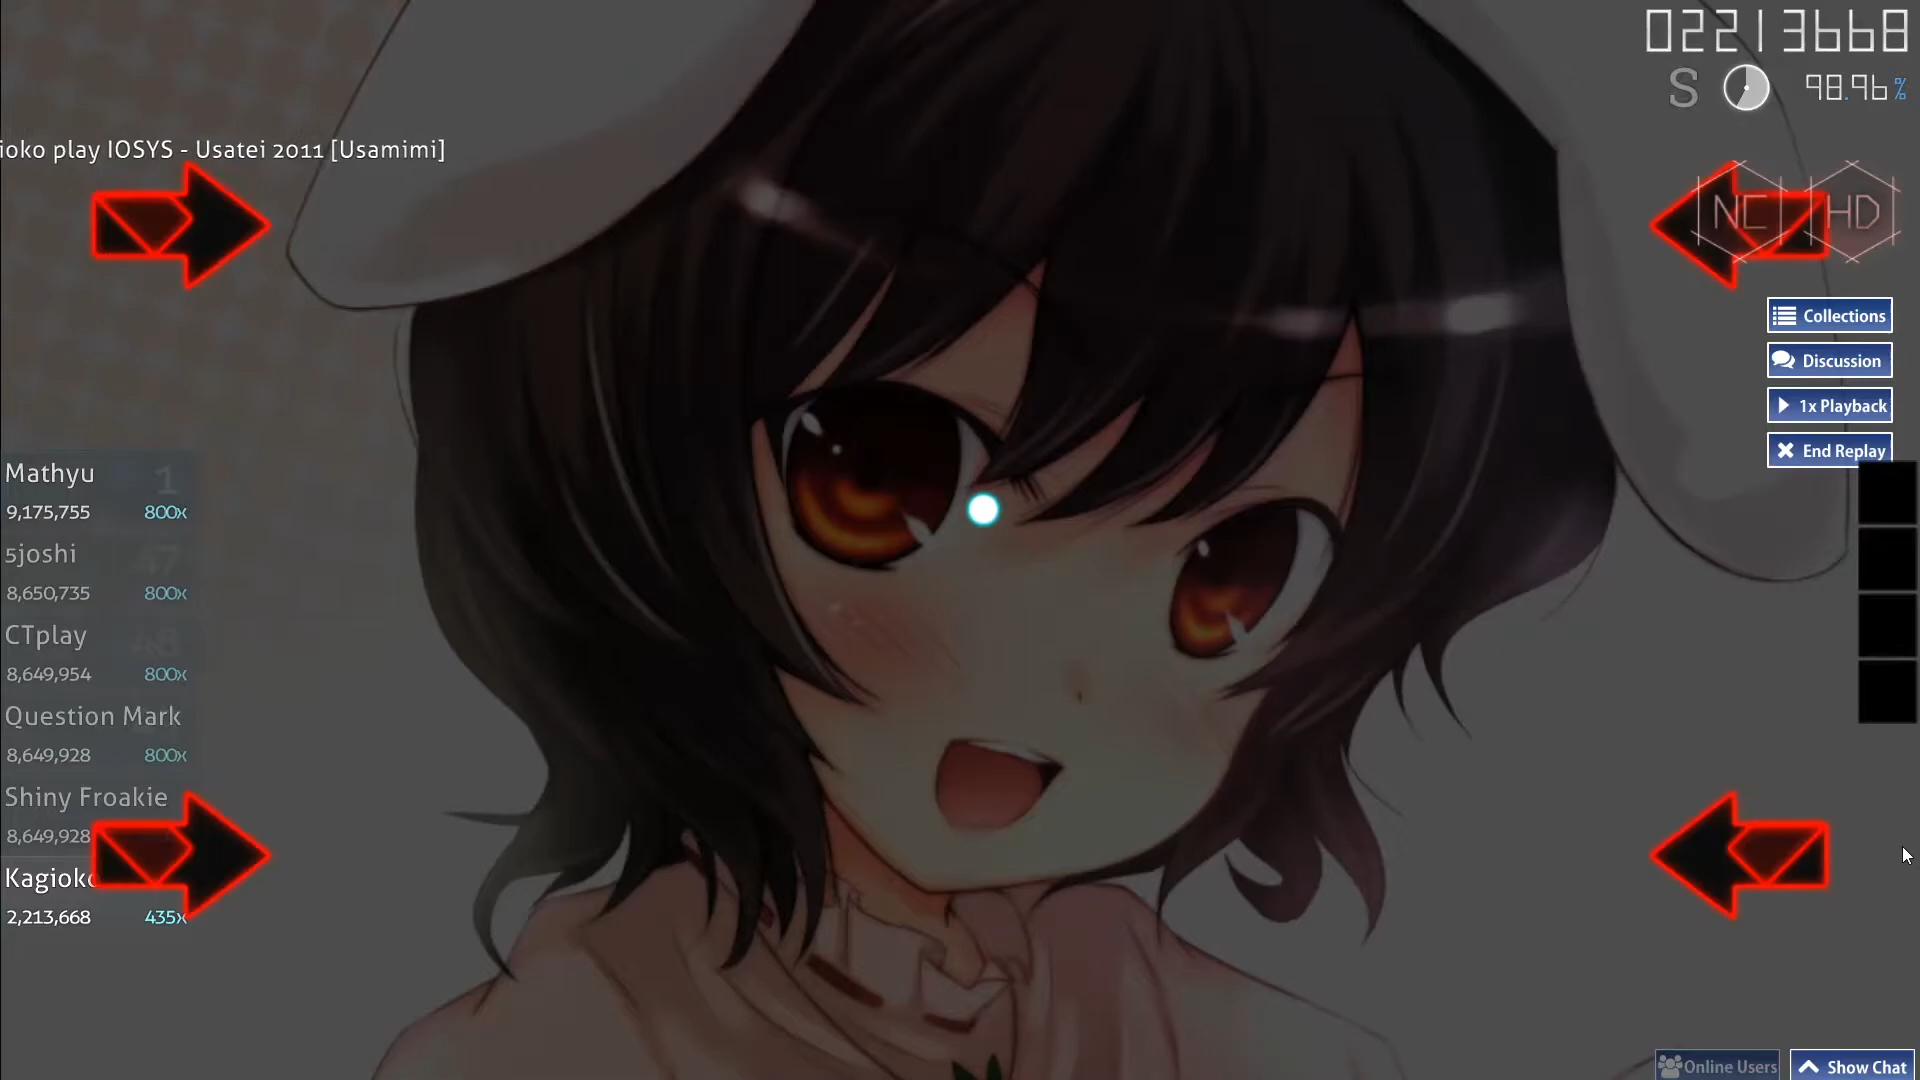 02213668
S 98.96%
ioko play IOSYS - Usatei 2011 [Usamimi]
NC HD
Collections
Discussion
1x Playback
End Replay
Mathyu 1
9,175,755 800x
5joshi 47
8,650,735 800x
CTplay 48
8,649,954 800x
Question Mark
8,649,928 800x
Shiny Froakie
8,649,928
Kagioko
2,213,668 435x
Online Users
Show Chat